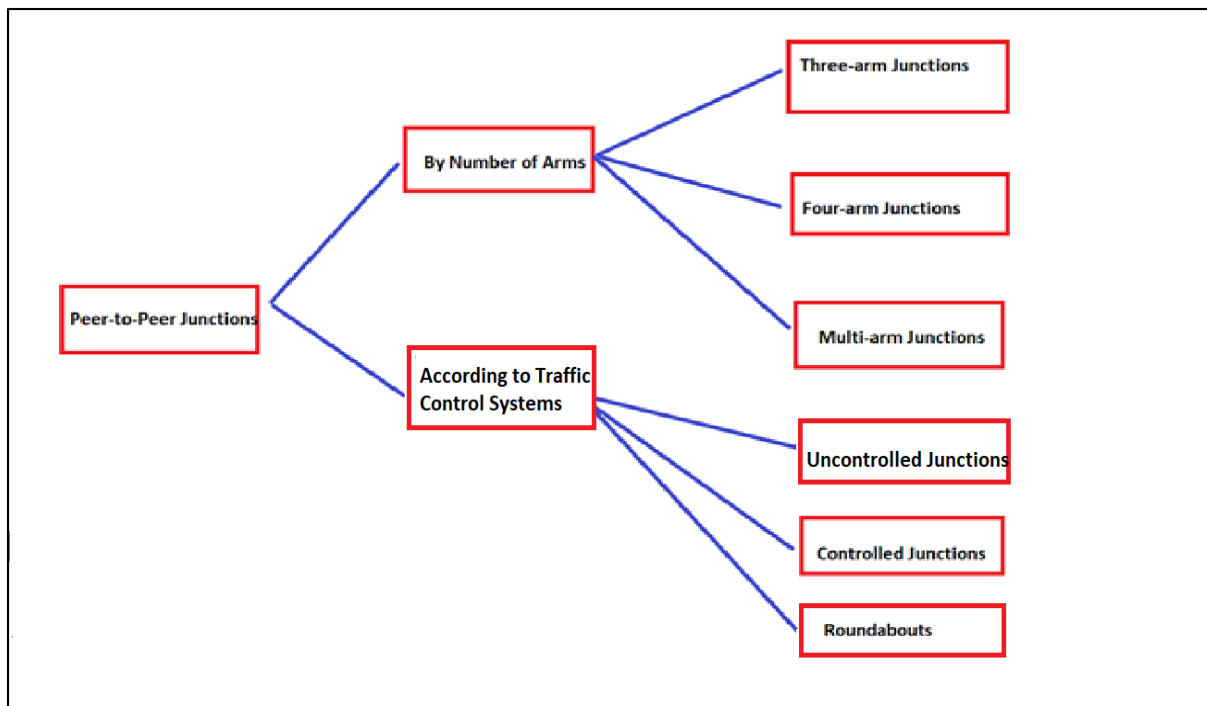 Three-arm Junctions
By Number of Arms
Four-arm Junctions
Peer-to-Peer Junctions
Multi-arm Junctions
According to Traffic
Control Systems
Uncontrolled Junctions
Controlled Junctions
Roundabouts